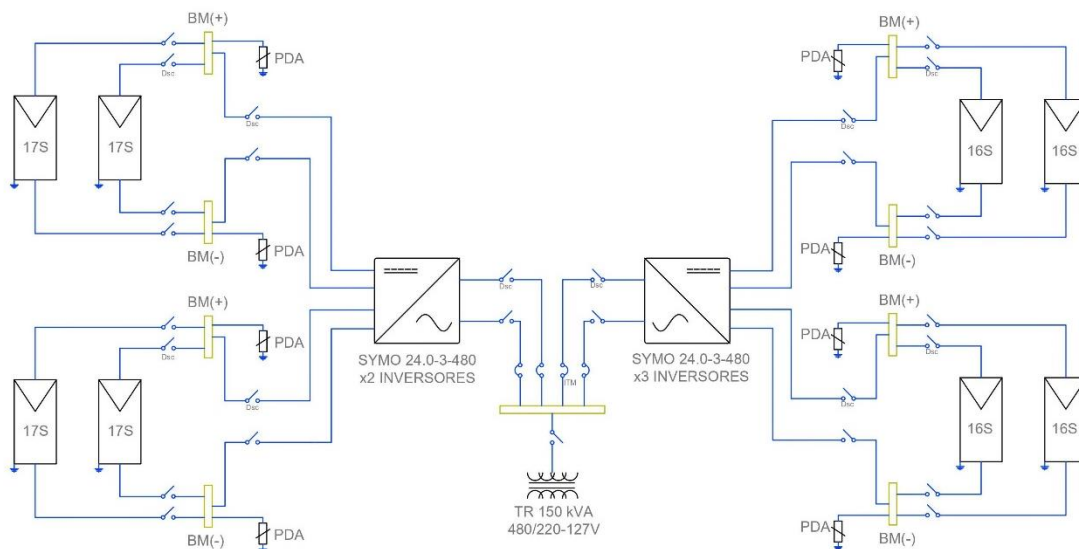 BM(+)
PDA
Dsc
17S
17S
Dsc
BM(-)
PDA
BM(+)
PDA
Dsc
16S
16S
Dsc
PDA
BM(-)
BM(+)
PDA
Dsc
17S
17S
Dsc
BM(-)
PDA
BM(+)
PDA
Dsc
16S
16S
Dsc
PDA
BM(-)
Dsc
Dsc
SYMO 24.0-3-480
x2 INVERSORES
SYMO 24.0-3-480
x3 INVERSORES
ITM
TR 150 kVA
480/220-127V